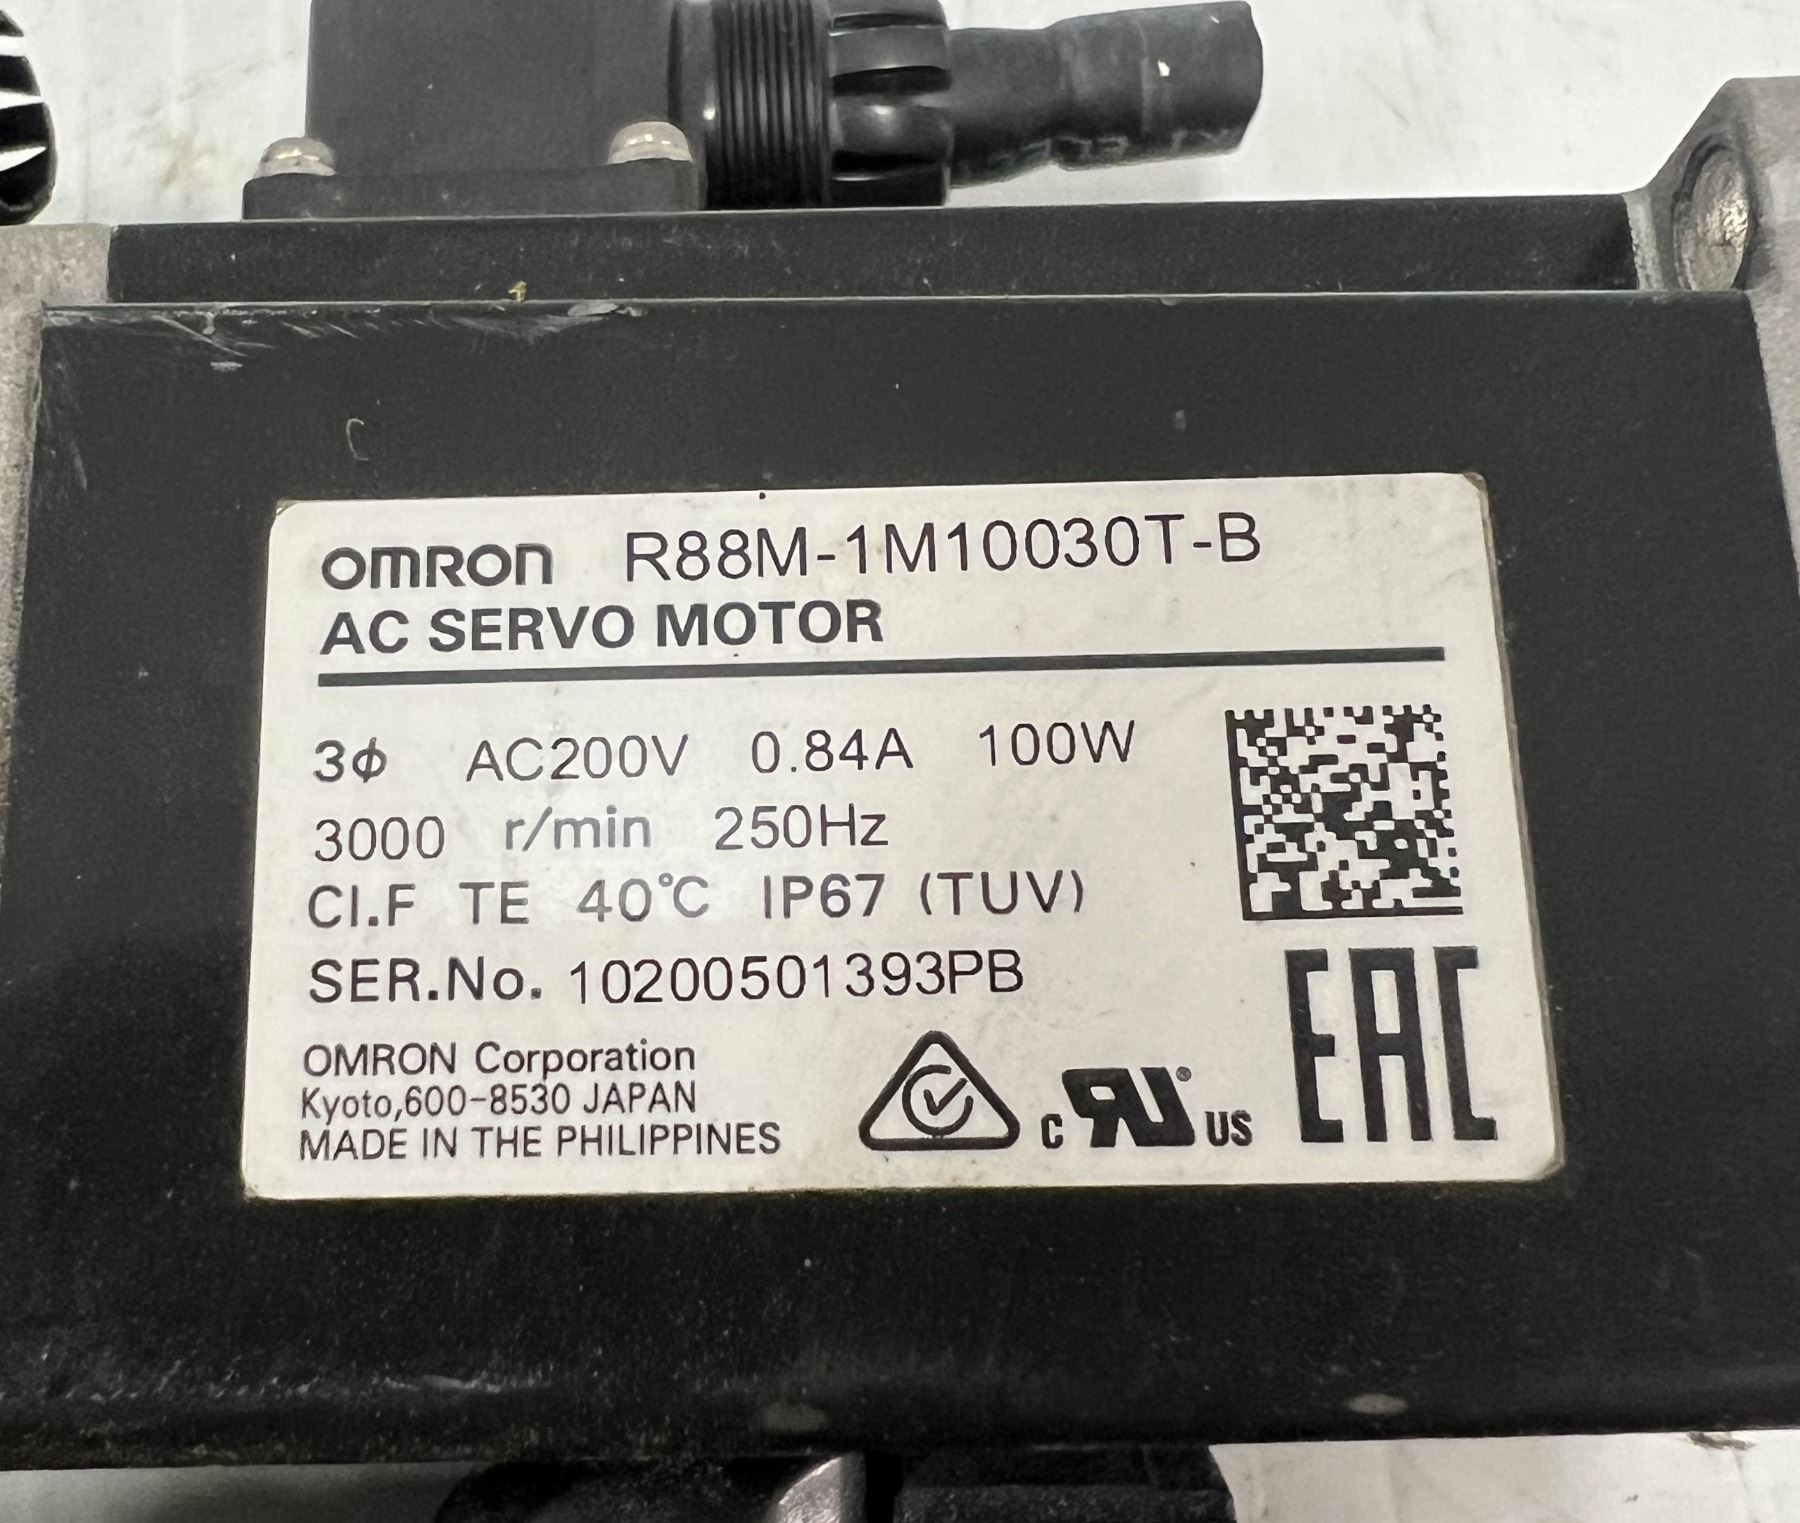 OMRON R88M-1M10030T-B
AC SERVO MOTOR
3ϕ AC200V 0.84A 100W
3000 r/min 250Hz
CI.F TE 40℃ IP67 (TUV)
SER.No. 10200501393PB
OMRON Corporation
Kyoto,600-8530 JAPAN
MADE IN THE PHILIPPINES
c RU® US
EAC